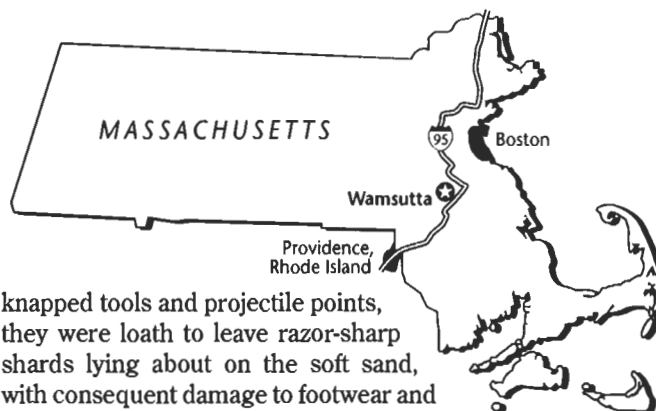 MASSACHUSETTS
95
Boston
Wamsutta
Providence,
Rhode Island
knapped tools and projectile points,
they were loath to leave razor-sharp
shards lying about on the soft sand,
with consequent damage to footwear and